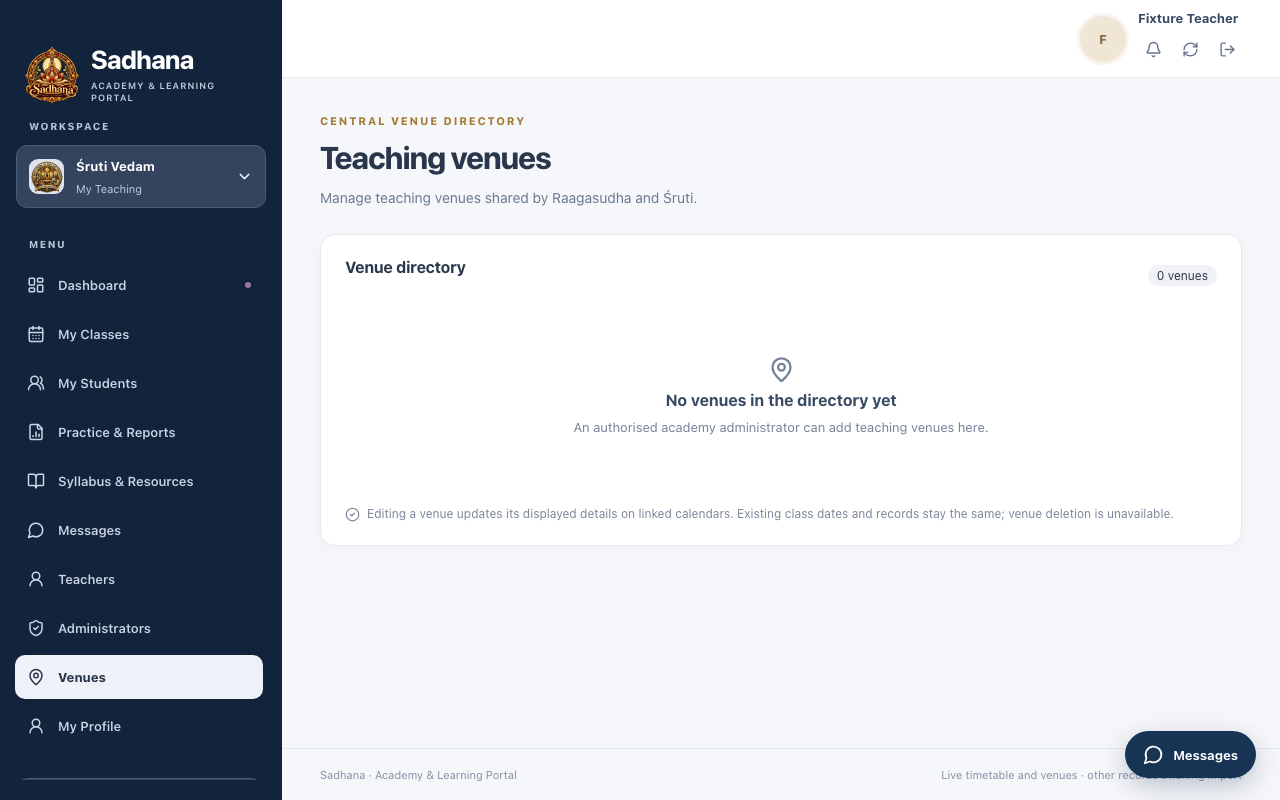 Sadhana
ACADEMY & LEARNING
PORTAL
Sadhana
WORKSPACE
Śruti Vedam
My Teaching
MENU
Dashboard
My Classes
My Students
Practice & Reports
Syllabus & Resources
Messages
Teachers
Administrators
Venues
My Profile
F
Fixture Teacher
CENTRAL VENUE DIRECTORY
Teaching venues
Manage teaching venues shared by Raagasudha and Śruti.
Venue directory
0 venues
No venues in the directory yet
An authorised academy administrator can add teaching venues here.
Editing a venue updates its displayed details on linked calendars. Existing class dates and records stay the same; venue deletion is unavailable.
Sadhana · Academy & Learning Portal
Live timetable and venues · other
Messages